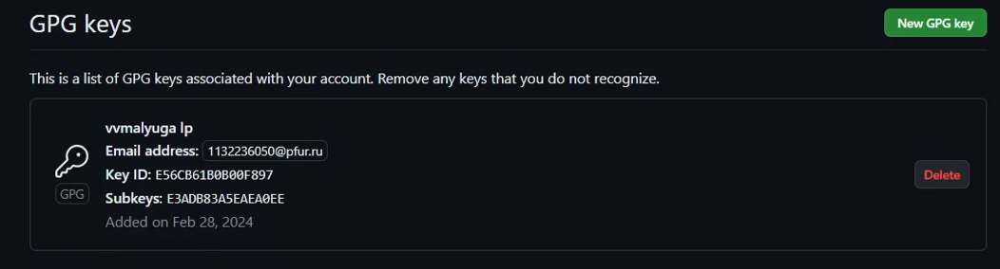 GPG keys
New GPG key
This is a list of GPG keys associated with your account. Remove any keys that you do not recognize.
vvmalyuga lp
Email address: 1132236050@pfur.ru
Key ID: E56CB61B0B00F897
Subkeys: E3ADB83A5EAEA0EE
GPG
Added on Feb 28, 2024
Delete